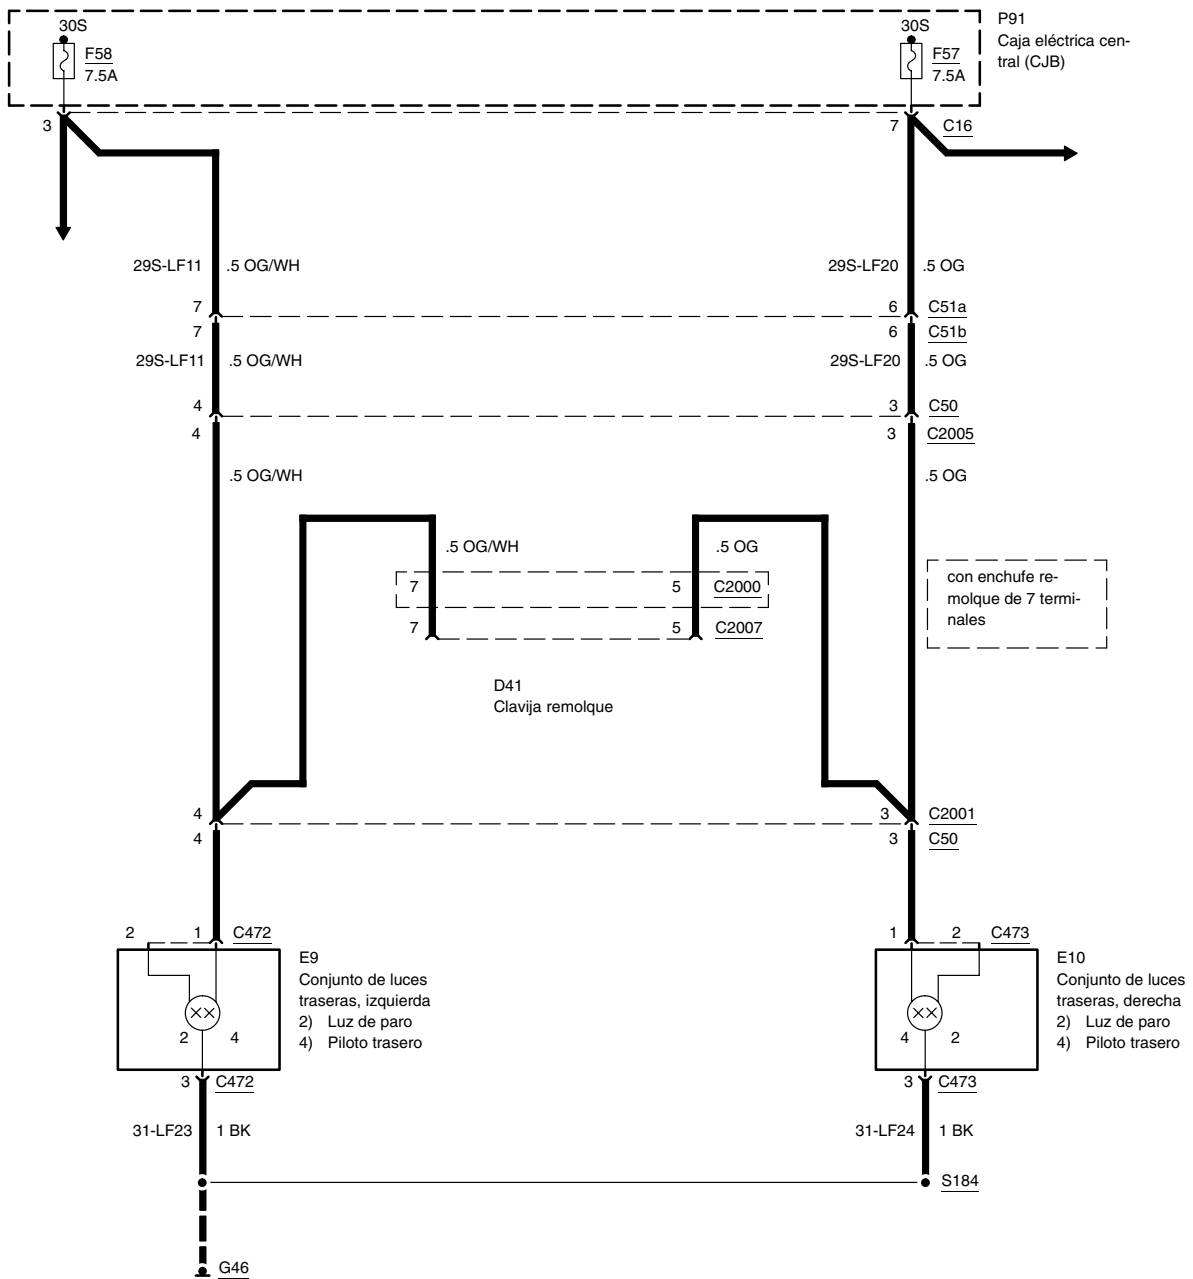 30S
F58
7.5A
30S
F57
7.5A
P91
Caja eléctrica cen-
tral (CJB)
3
7
C16
29S-LF11
.5 OG/WH
29S-LF20
.5 OG
7
6
C51a
7
6
C51b
29S-LF11
.5 OG/WH
29S-LF20
.5 OG
4
3
C50
4
3
C2005
.5 OG/WH
.5 OG
.5 OG/WH
.5 OG
7
5
C2000
7
5
C2007
con enchufe re-
molque de 7 termi-
nales
D41
Clavija remolque
4
3
C2001
4
3
C50
2
1
C472
1
2
C473
E9
Conjunto de luces
traseras, izquierda
2) Luz de paro
4) Piloto trasero
2
4
E10
Conjunto de luces
traseras, derecha
2) Luz de paro
4) Piloto trasero
4
2
3
C472
3
C473
31-LF23
1 BK
31-LF24
1 BK
S184
G46